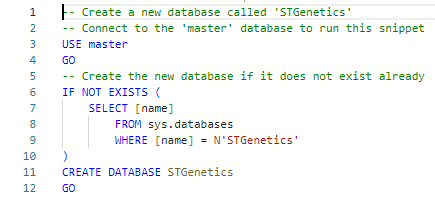 1 -- Create a new database called 'STGenetics'
2 -- Connect to the 'master' database to run this snippet
3 USE master
4 GO
5 -- Create the new database if it does not exist already
6 IF NOT EXISTS (
7 SELECT [name]
8 FROM sys.databases
9 WHERE [name] = N'STGenetics'
10 )
11 CREATE DATABASE STGenetics
12 GO